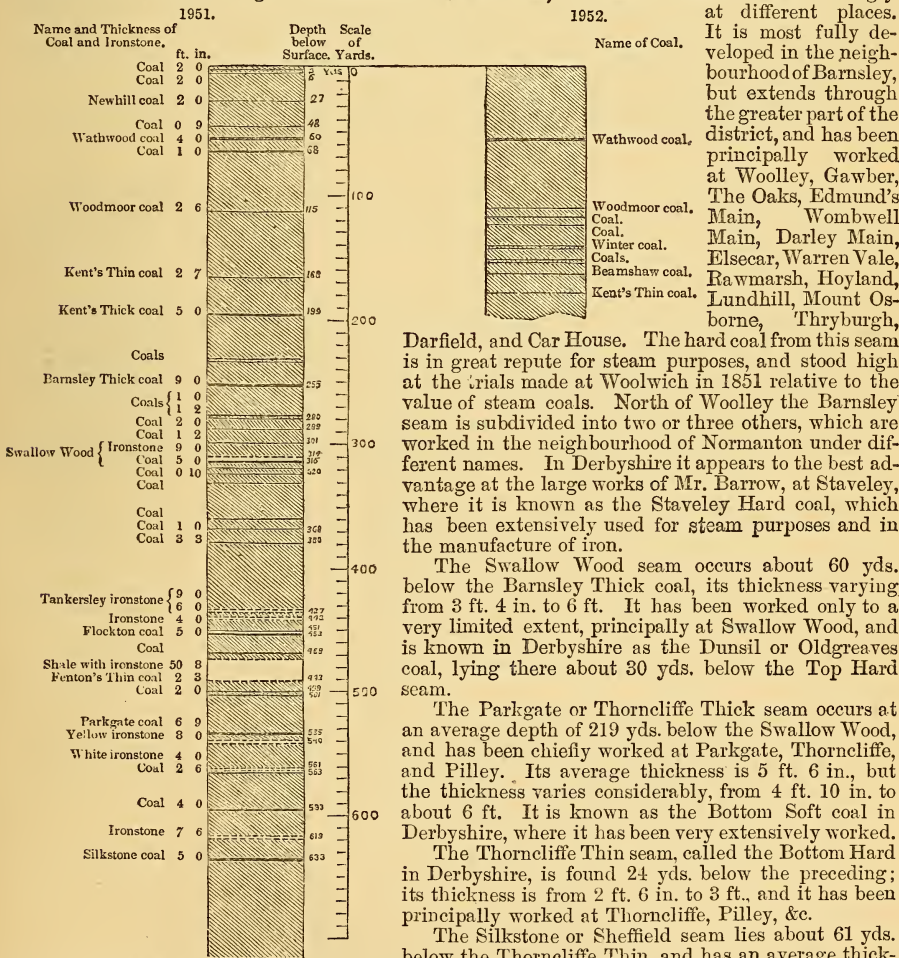 1951.
Name and Thickness of
Coal and Ironstone.
Depth
below
Surface.
Scale
of
Yards.
ft. in.
Coal 2 0
Coal 2 0
Newhill coal 2 0 27
Coal 0 9 48
Wathwood coal 4 0 60
Coal 1 0 68
Woodmoor coal 2 6 115
Kent's Thin coal 2 7 168
Kent's Thick coal 5 0 199
Coals
Barnsley Thick coal 9 0 255
Coals { 1 0
1 2 280
Coal 2 0 289
Coal 1 2 301
Swallow Wood { Ironstone 9 0
Coal 5 0 315
Coal 0 10 320
Coal
Coal
Coal 1 0 368
Coal 3 3 380
Tankersley ironstone { 9 0
6 0 437
Ironstone 4 0
Flockton coal 5 0 453
Coal 469
Shale with ironstone 50 8
Fenton's Thin coal 2 3 493
Coal 2 0 501
Parkgate coal 6 9 535
Yellow ironstone 8 0 540
White ironstone 4 0 561
Coal 2 6 563
Coal 4 0 593
Ironstone 7 6 619
Silkstone coal 5 0 633
0
100
200
300
400
500
600
1952.
Name of Coal.
Wathwood coal.
Woodmoor coal.
Coal.
Coal.
Winter coal.
Coals.
Beamshaw coal.
Kent's Thin coal.
at different places.
It is most fully de-
veloped in the neigh-
bourhood of Barnsley,
but extends through
the greater part of the
district, and has been
principally worked
at Woolley, Gawber,
The Oaks, Edmund's
Main, Wombwell
Main, Darley Main,
Elsecar, Warren Vale,
Rawmarsh, Hoyland,
Lundhill, Mount Os-
borne, Thryburgh,
Darfield, and Car House. The hard coal from this seam
is in great repute for steam purposes, and stood high
at the trials made at Woolwich in 1851 relative to the
value of steam coals. North of Woolley the Barnsley
seam is subdivided into two or three others, which are
worked in the neighbourhood of Normanton under dif-
ferent names. In Derbyshire it appears to the best ad-
vantage at the large works of Mr. Barrow, at Staveley,
where it is known as the Staveley Hard coal, which
has been extensively used for steam purposes and in
the manufacture of iron.
The Swallow Wood seam occurs about 60 yds.
below the Barnsley Thick coal, its thickness varying
from 3 ft. 4 in. to 6 ft. It has been worked only to a
very limited extent, principally at Swallow Wood, and
is known in Derbyshire as the Dunsil or Oldgreaves
coal, lying there about 30 yds. below the Top Hard
seam.
The Parkgate or Thorncliffe Thick seam occurs at
an average depth of 219 yds. below the Swallow Wood,
and has been chiefly worked at Parkgate, Thorncliffe,
and Pilley. Its average thickness is 5 ft. 6 in., but
the thickness varies considerably, from 4 ft. 10 in. to
about 6 ft. It is known as the Bottom Soft coal in
Derbyshire, where it has been very extensively worked.
The Thorncliffe Thin seam, called the Bottom Hard
in Derbyshire, is found 24 yds. below the preceding;
its thickness is from 2 ft. 6 in. to 3 ft., and it has been
principally worked at Thorncliffe, Pilley, &c.
The Silkstone or Sheffield seam lies about 61 yds.
below the Thorncliffe Thin, and has an average thick-